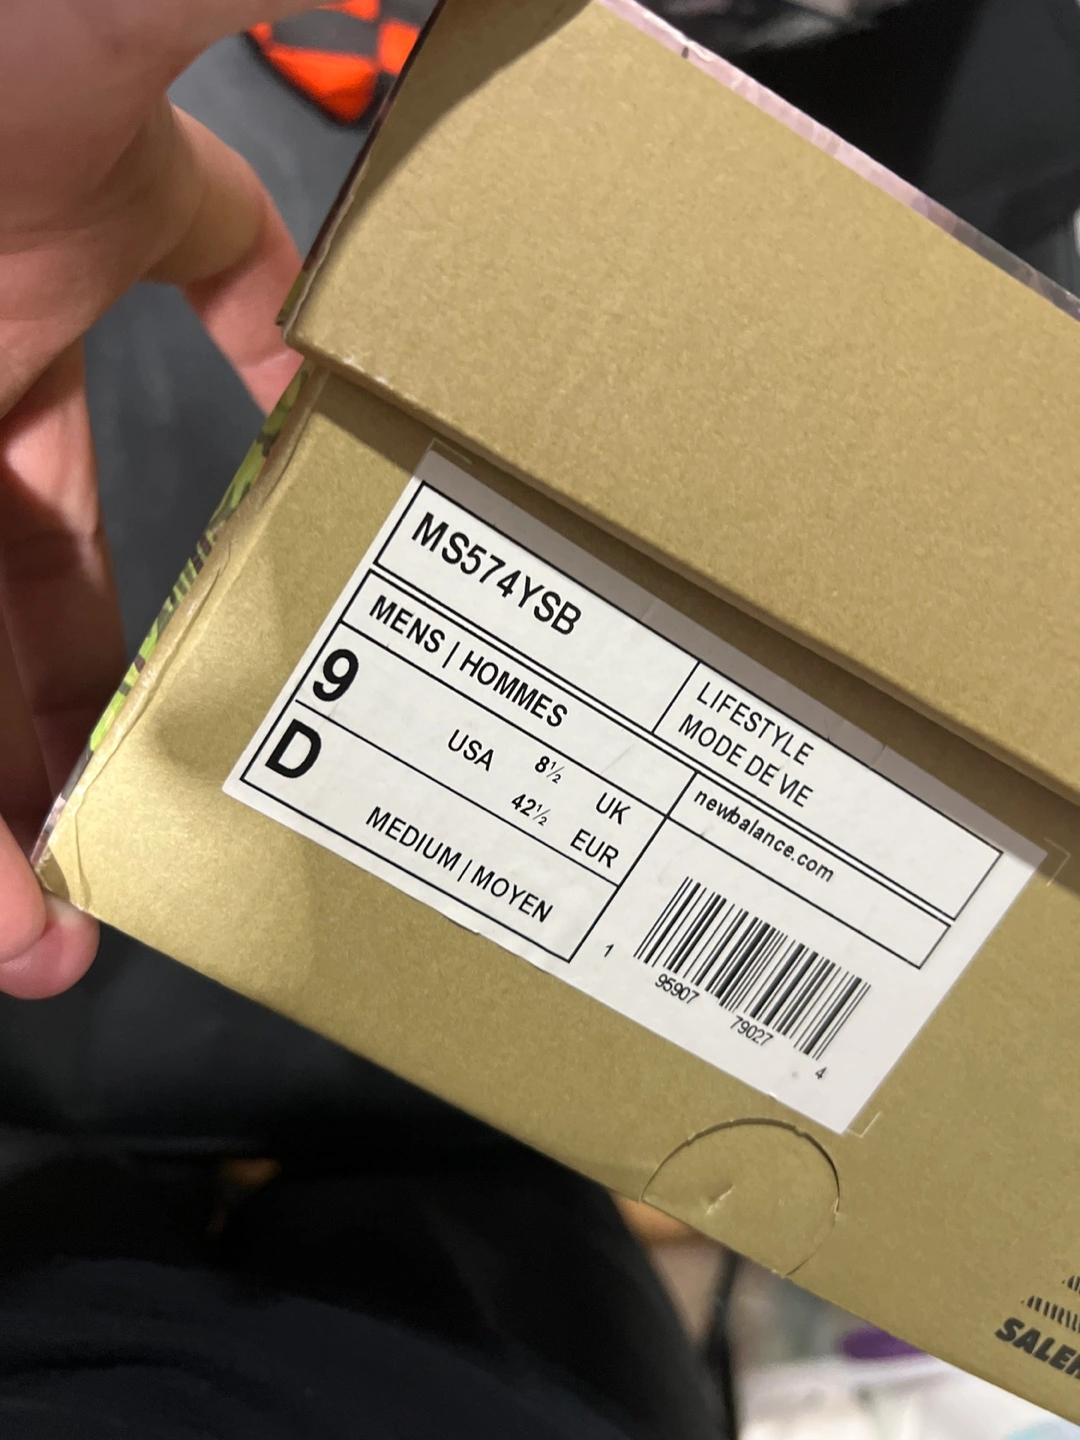 MS574YSB
LIFESTYLE
MODE DE VIE
MENS | HOMMES
newbalance.com
9
USA 8½ UK
42½ EUR
D
MEDIUM | MOYEN
1 95907 79027 4